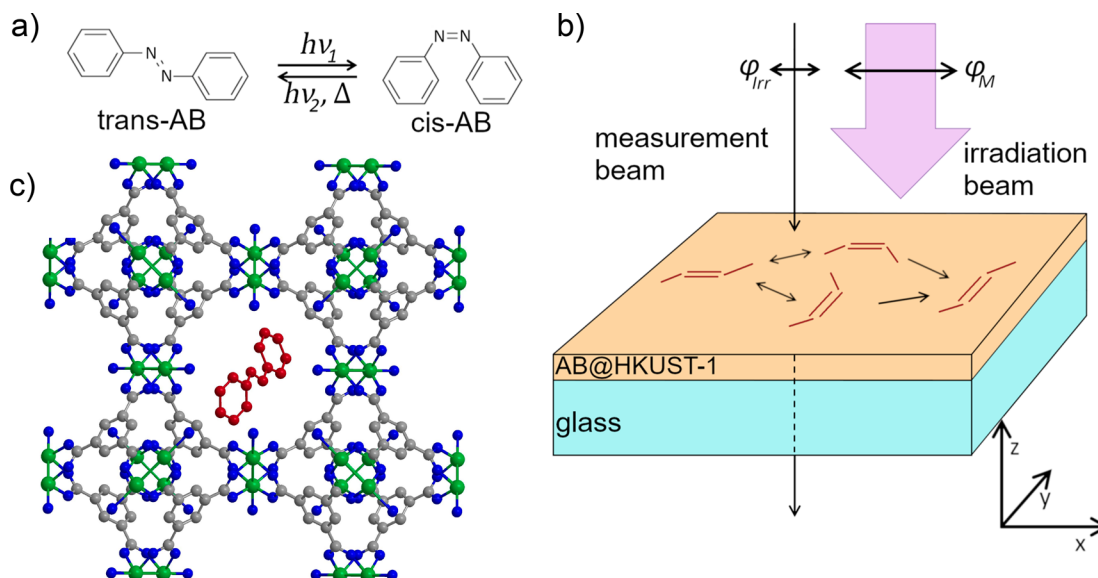 a)
hν1
hν2, Δ
N
N
N=N
trans-AB
cis-AB
b)
φIrr
φM
measurement
beam
irradiation
beam
AB@HKUST-1
glass
z
y
x
c)